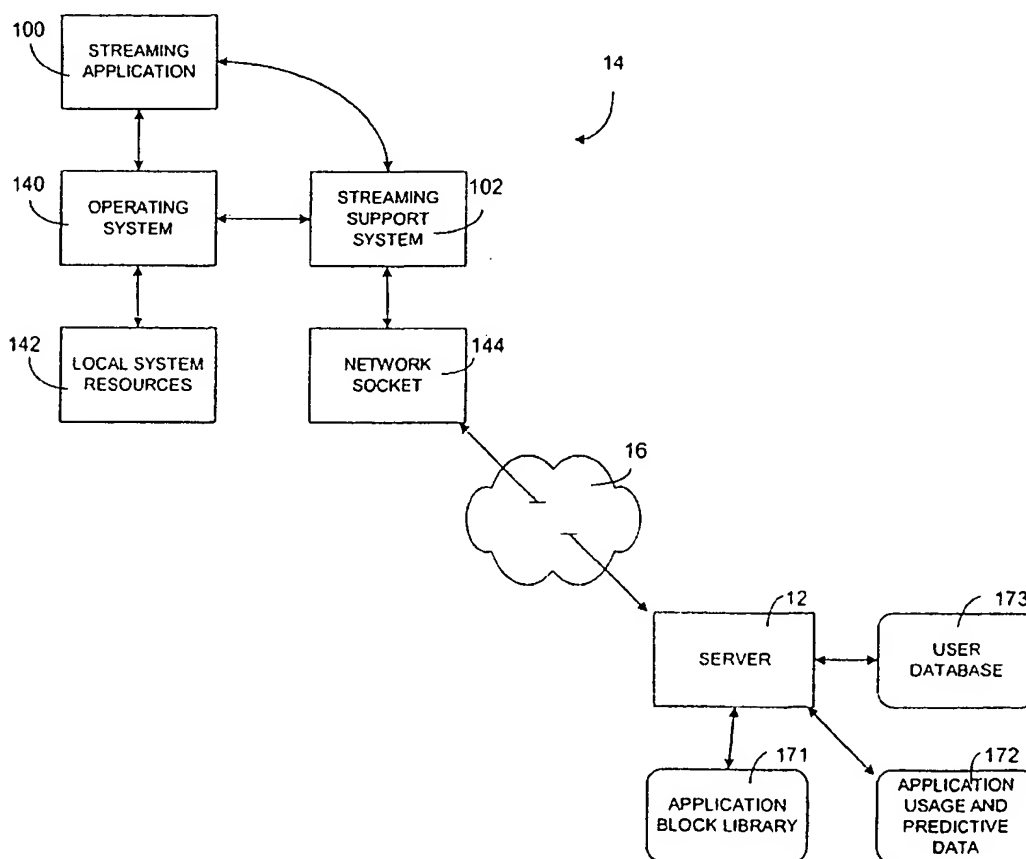 100
STREAMING
APPLICATION
14
140
OPERATING
SYSTEM
102
STREAMING
SUPPORT
SYSTEM
142
LOCAL SYSTEM
RESOURCES
144
NETWORK
SOCKET
16
12
SERVER
173
USER
DATABASE
171
APPLICATION
BLOCK LIBRARY
172
APPLICATION
USAGE AND
PREDICTIVE
DATA